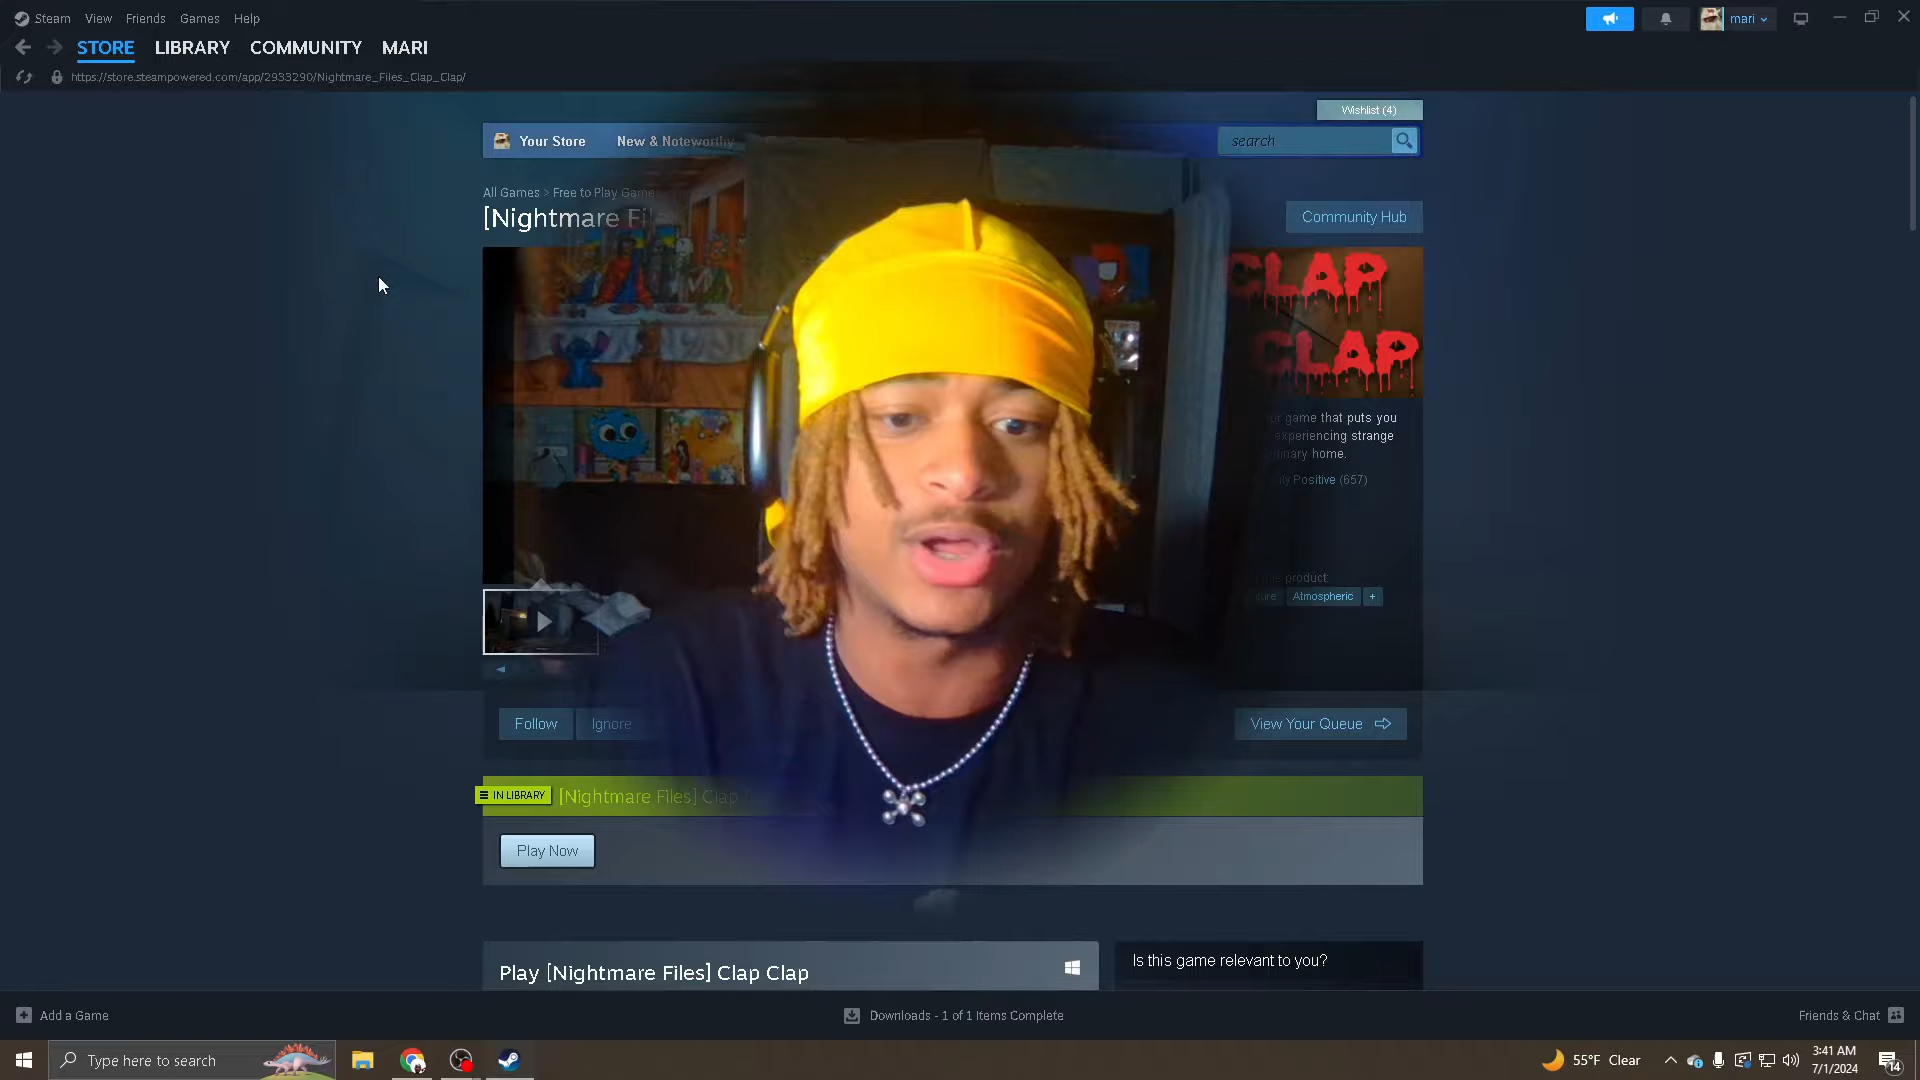 Steam View Friends Games Help
mari
STORE LIBRARY COMMUNITY MARI
https://store.steampowered.com/app/2933290/Nightmare_Files_Clap_Clap/
Wishlist (4)
Your Store New & Noteworthy
search
All Games > Free to Play Game
[Nightmare Fil
Community Hub
CLAP
CLAP
game that puts you
experiencing strange
home.
Positive (657)
product:
Atmospheric +
Follow Ignore
View Your Queue
IN LIBRARY [Nightmare Files] Clap
Play Now
Play [Nightmare Files] Clap Clap
Is this game relevant to you?
Add a Game
Downloads - 1 of 1 Items Complete
Friends & Chat
Type here to search
55°F Clear
3:41 AM
7/1/2024
14